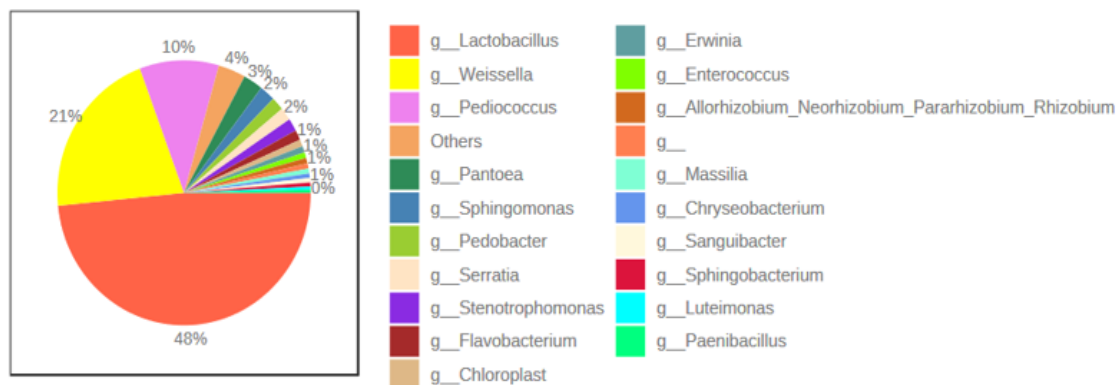 10%
4%
3%
2%
2%
1%
1%
1%
1%
0%
21%
48%
g__Lactobacillus
g__Weissella
g__Pediococcus
Others
g__Pantoea
g__Sphingomonas
g__Pedobacter
g__Serratia
g__Stenotrophomonas
g__Flavobacterium
g__Chloroplast
g__Erwinia
g__Enterococcus
g__Allorhizobium_Neorhizobium_Pararhizobium_Rhizobium
g__
g__Massilia
g__Chryseobacterium
g__Sanguibacter
g__Sphingobacterium
g__Luteimonas
g__Paenibacillus